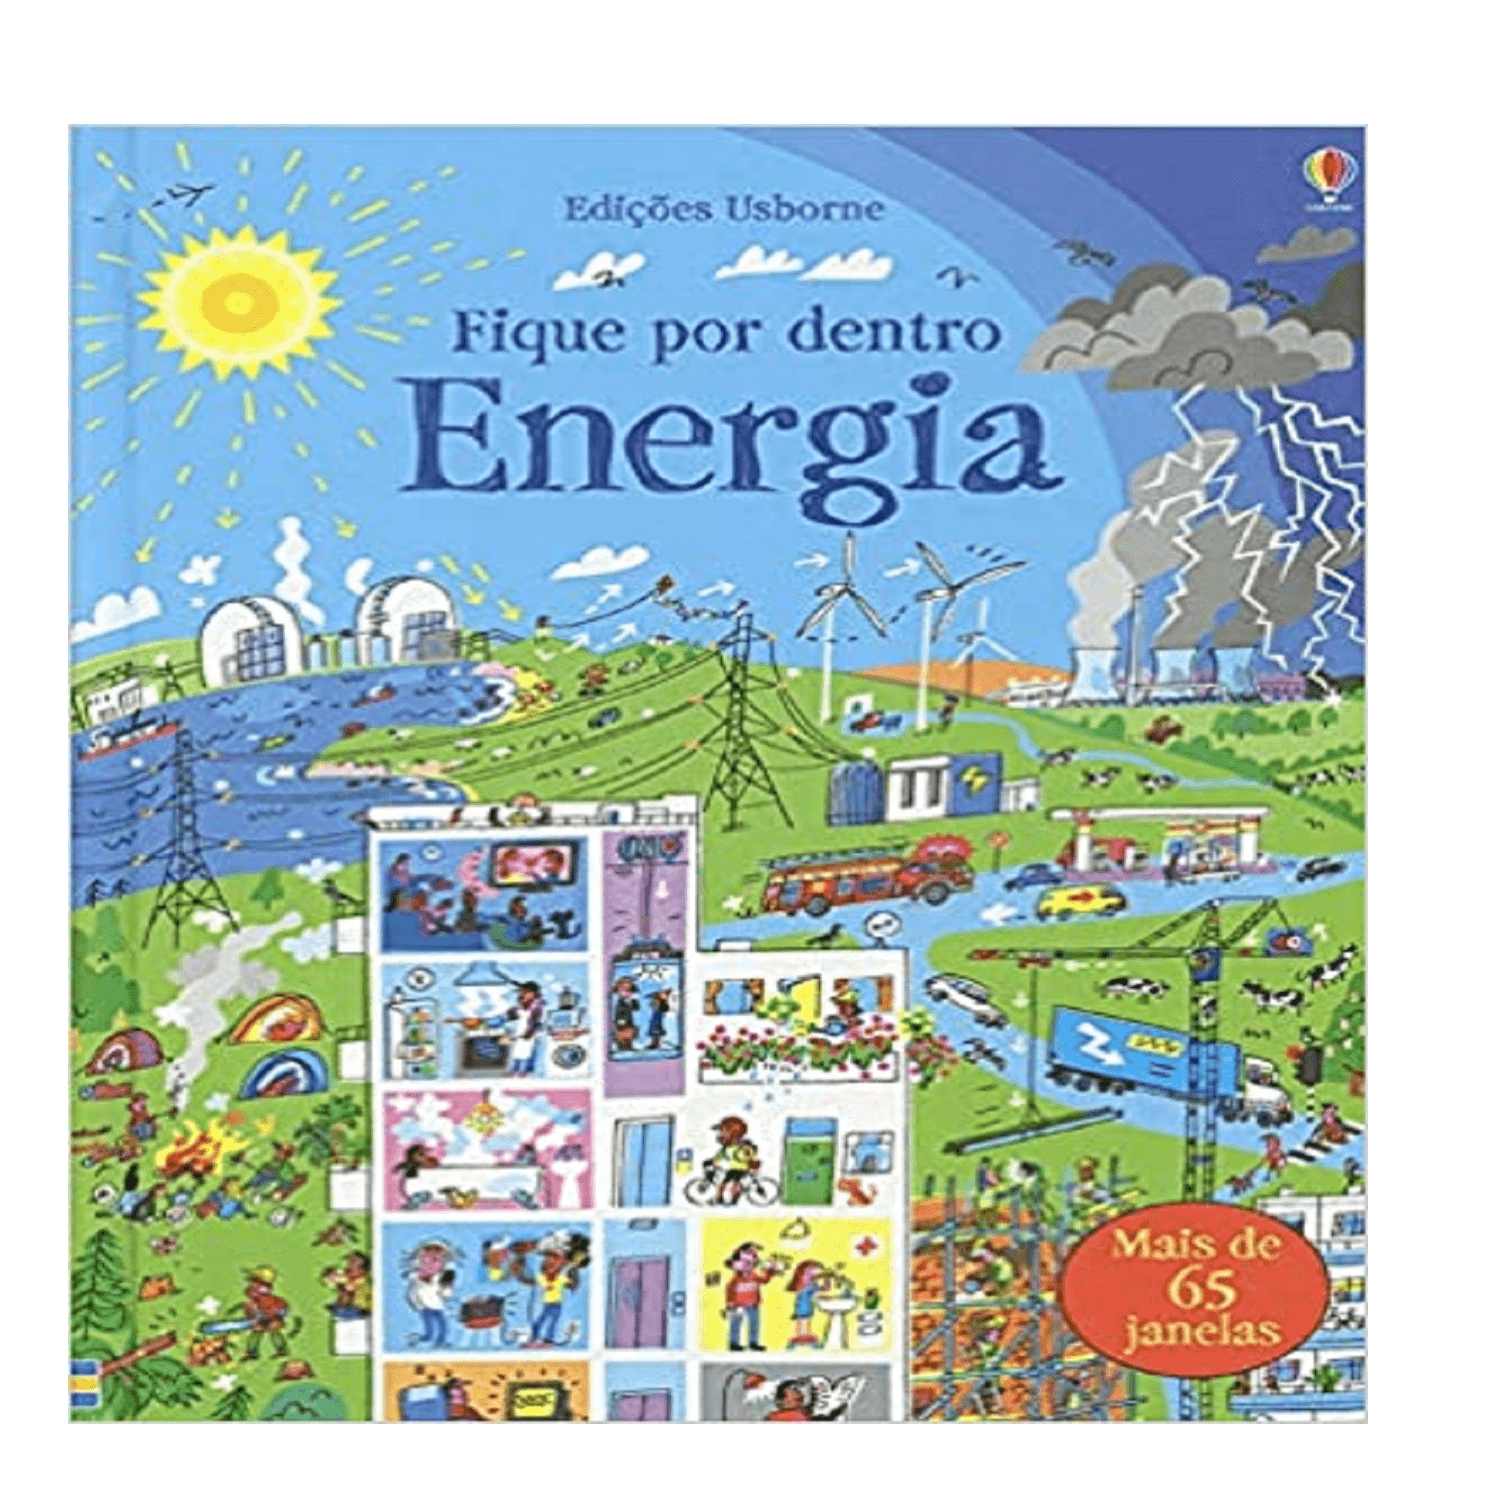 Edições Usborne
Fique por dentro
Energia
Mais de
65
janelas